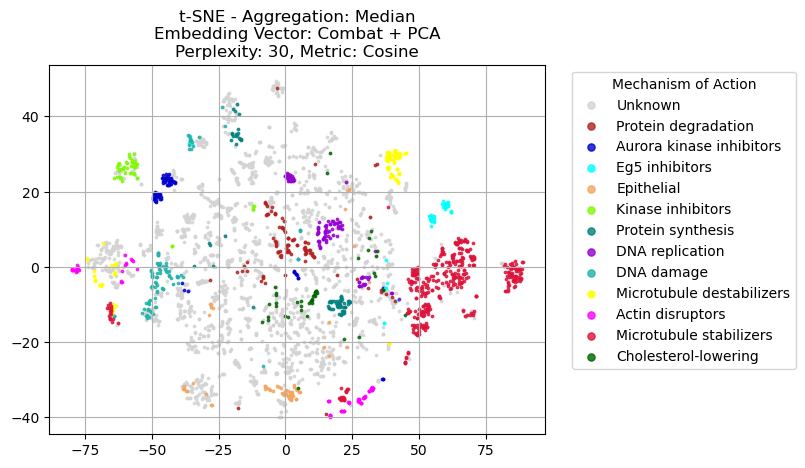 t-SNE - Aggregation: Median
Embedding Vector: Combat + PCA
Perplexity: 30, Metric: Cosine
Mechanism of Action
Unknown
Protein degradation
Aurora kinase inhibitors
Eg5 inhibitors
Epithelial
Kinase inhibitors
Protein synthesis
DNA replication
DNA damage
Microtubule destabilizers
Actin disruptors
Microtubule stabilizers
Cholesterol-lowering
40
20
0
−20
−40
−75 −50 −25 0 25 50 75